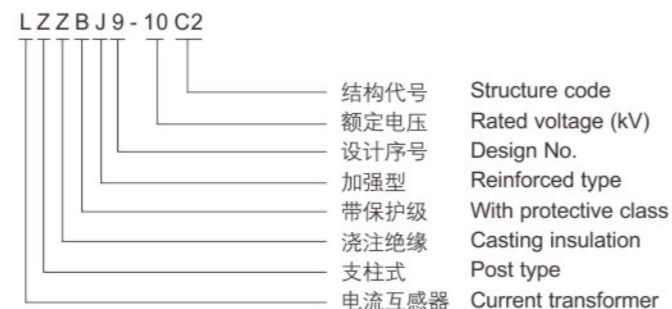 LZZBJ9-10 C2
结构代号 Structure code
额定电压 Rated voltage (kV)
设计序号 Design No.
加强型 Reinforced type
带保护级 With protective class
浇注绝缘 Casting insulation
支柱式 Post type
电流互感器 Current transformer